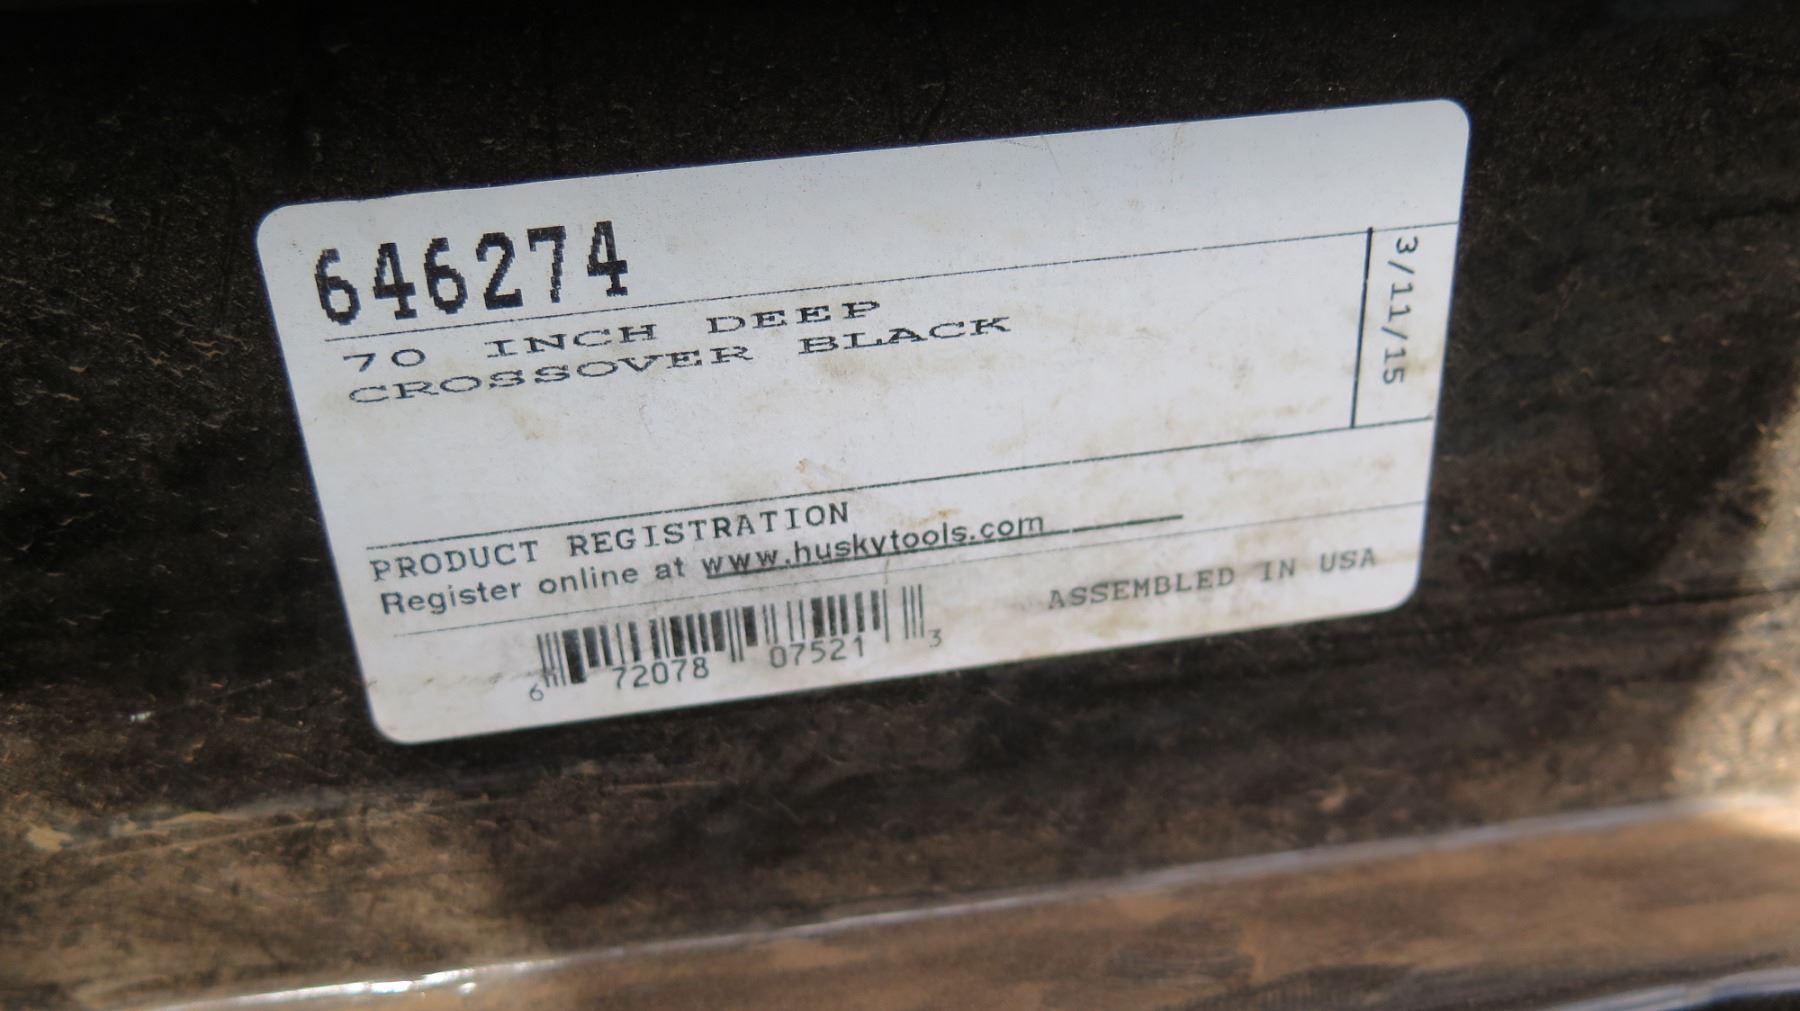 646274
70 INCH DEEP
CROSSOVER BLACK
3/11/15
PRODUCT REGISTRATION
Register online at www.huskytools.com
ASSEMBLED IN USA
6 72078 07521 3